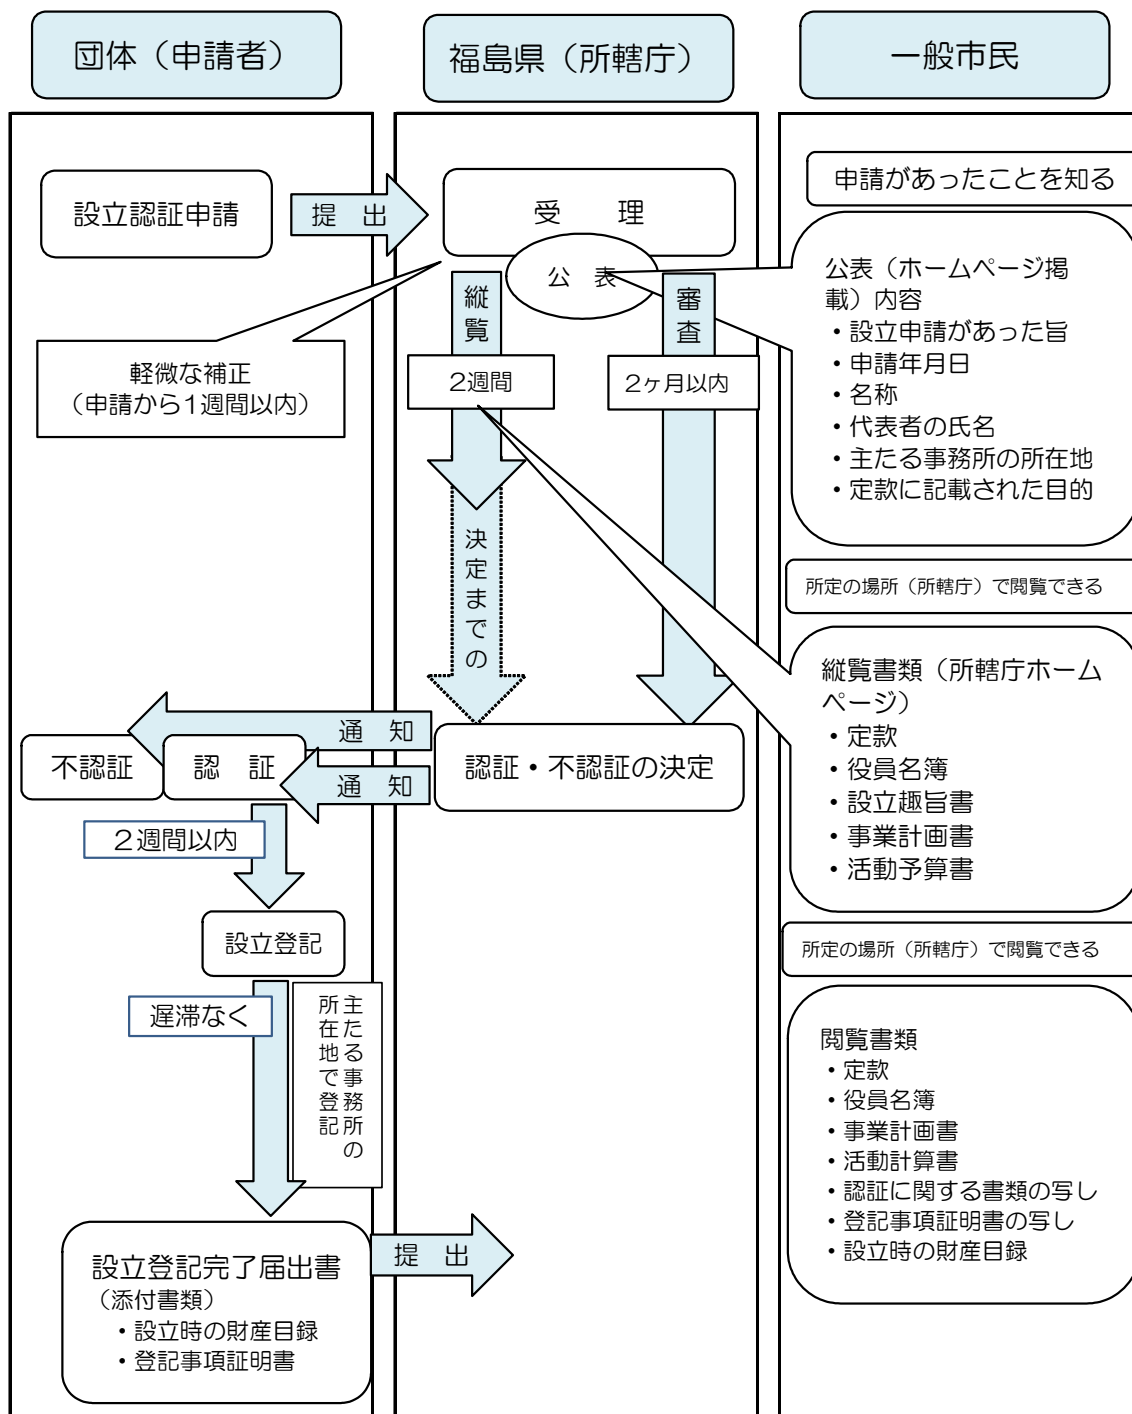 団体（申請者）
福島県（所轄庁）
一般市民
設立認証申請
提　出
受　　理
公　表
軽微な補正
（申請から1週間以内）
縦覧
2週間
審査
2ヶ月以内
決定までの
申請があったことを知る
公表（ホームページ掲
載）内容
・設立申請があった旨
・申請年月日
・名称
・代表者の氏名
・主たる事務所の所在地
・定款に記載された目的
所定の場所（所轄庁）で閲覧できる
縦覧書類（所轄庁ホーム
ページ）
・定款
・役員名簿
・設立趣旨書
・事業計画書
・活動予算書
通　知
通　知
不認証
認　証
認証・不認証の決定
２週間以内
設立登記
遅滞なく
主たる事務所の
所在地で登記
所定の場所（所轄庁）で閲覧できる
閲覧書類
・定款
・役員名簿
・事業計画書
・活動計算書
・認証に関する書類の写し
・登記事項証明書の写し
・設立時の財産目録
設立登記完了届出書
（添付書類）
・設立時の財産目録
・登記事項証明書
提　出